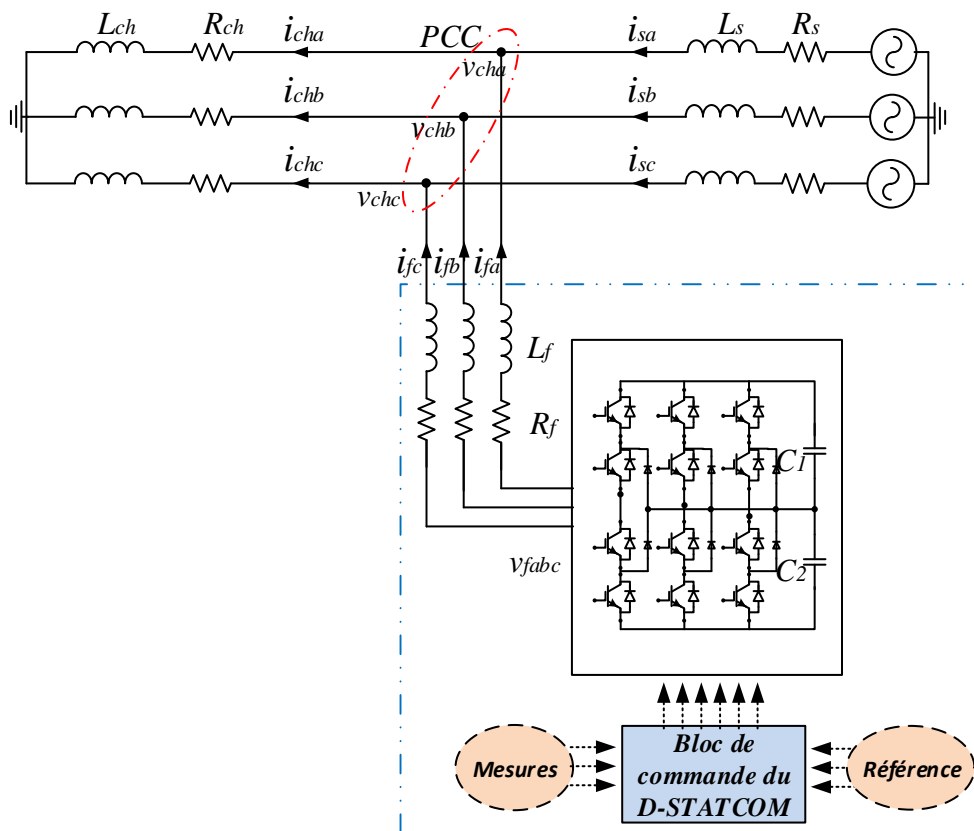 Lch Rch icha PCC isa Ls Rs
vcha
ichb vchb isb
ichc vchc isc
ifc ifb ifa
Lf
Rf
C1
vfabc C2
Mesures
Bloc de
commande du
D-STATCOM
Référence